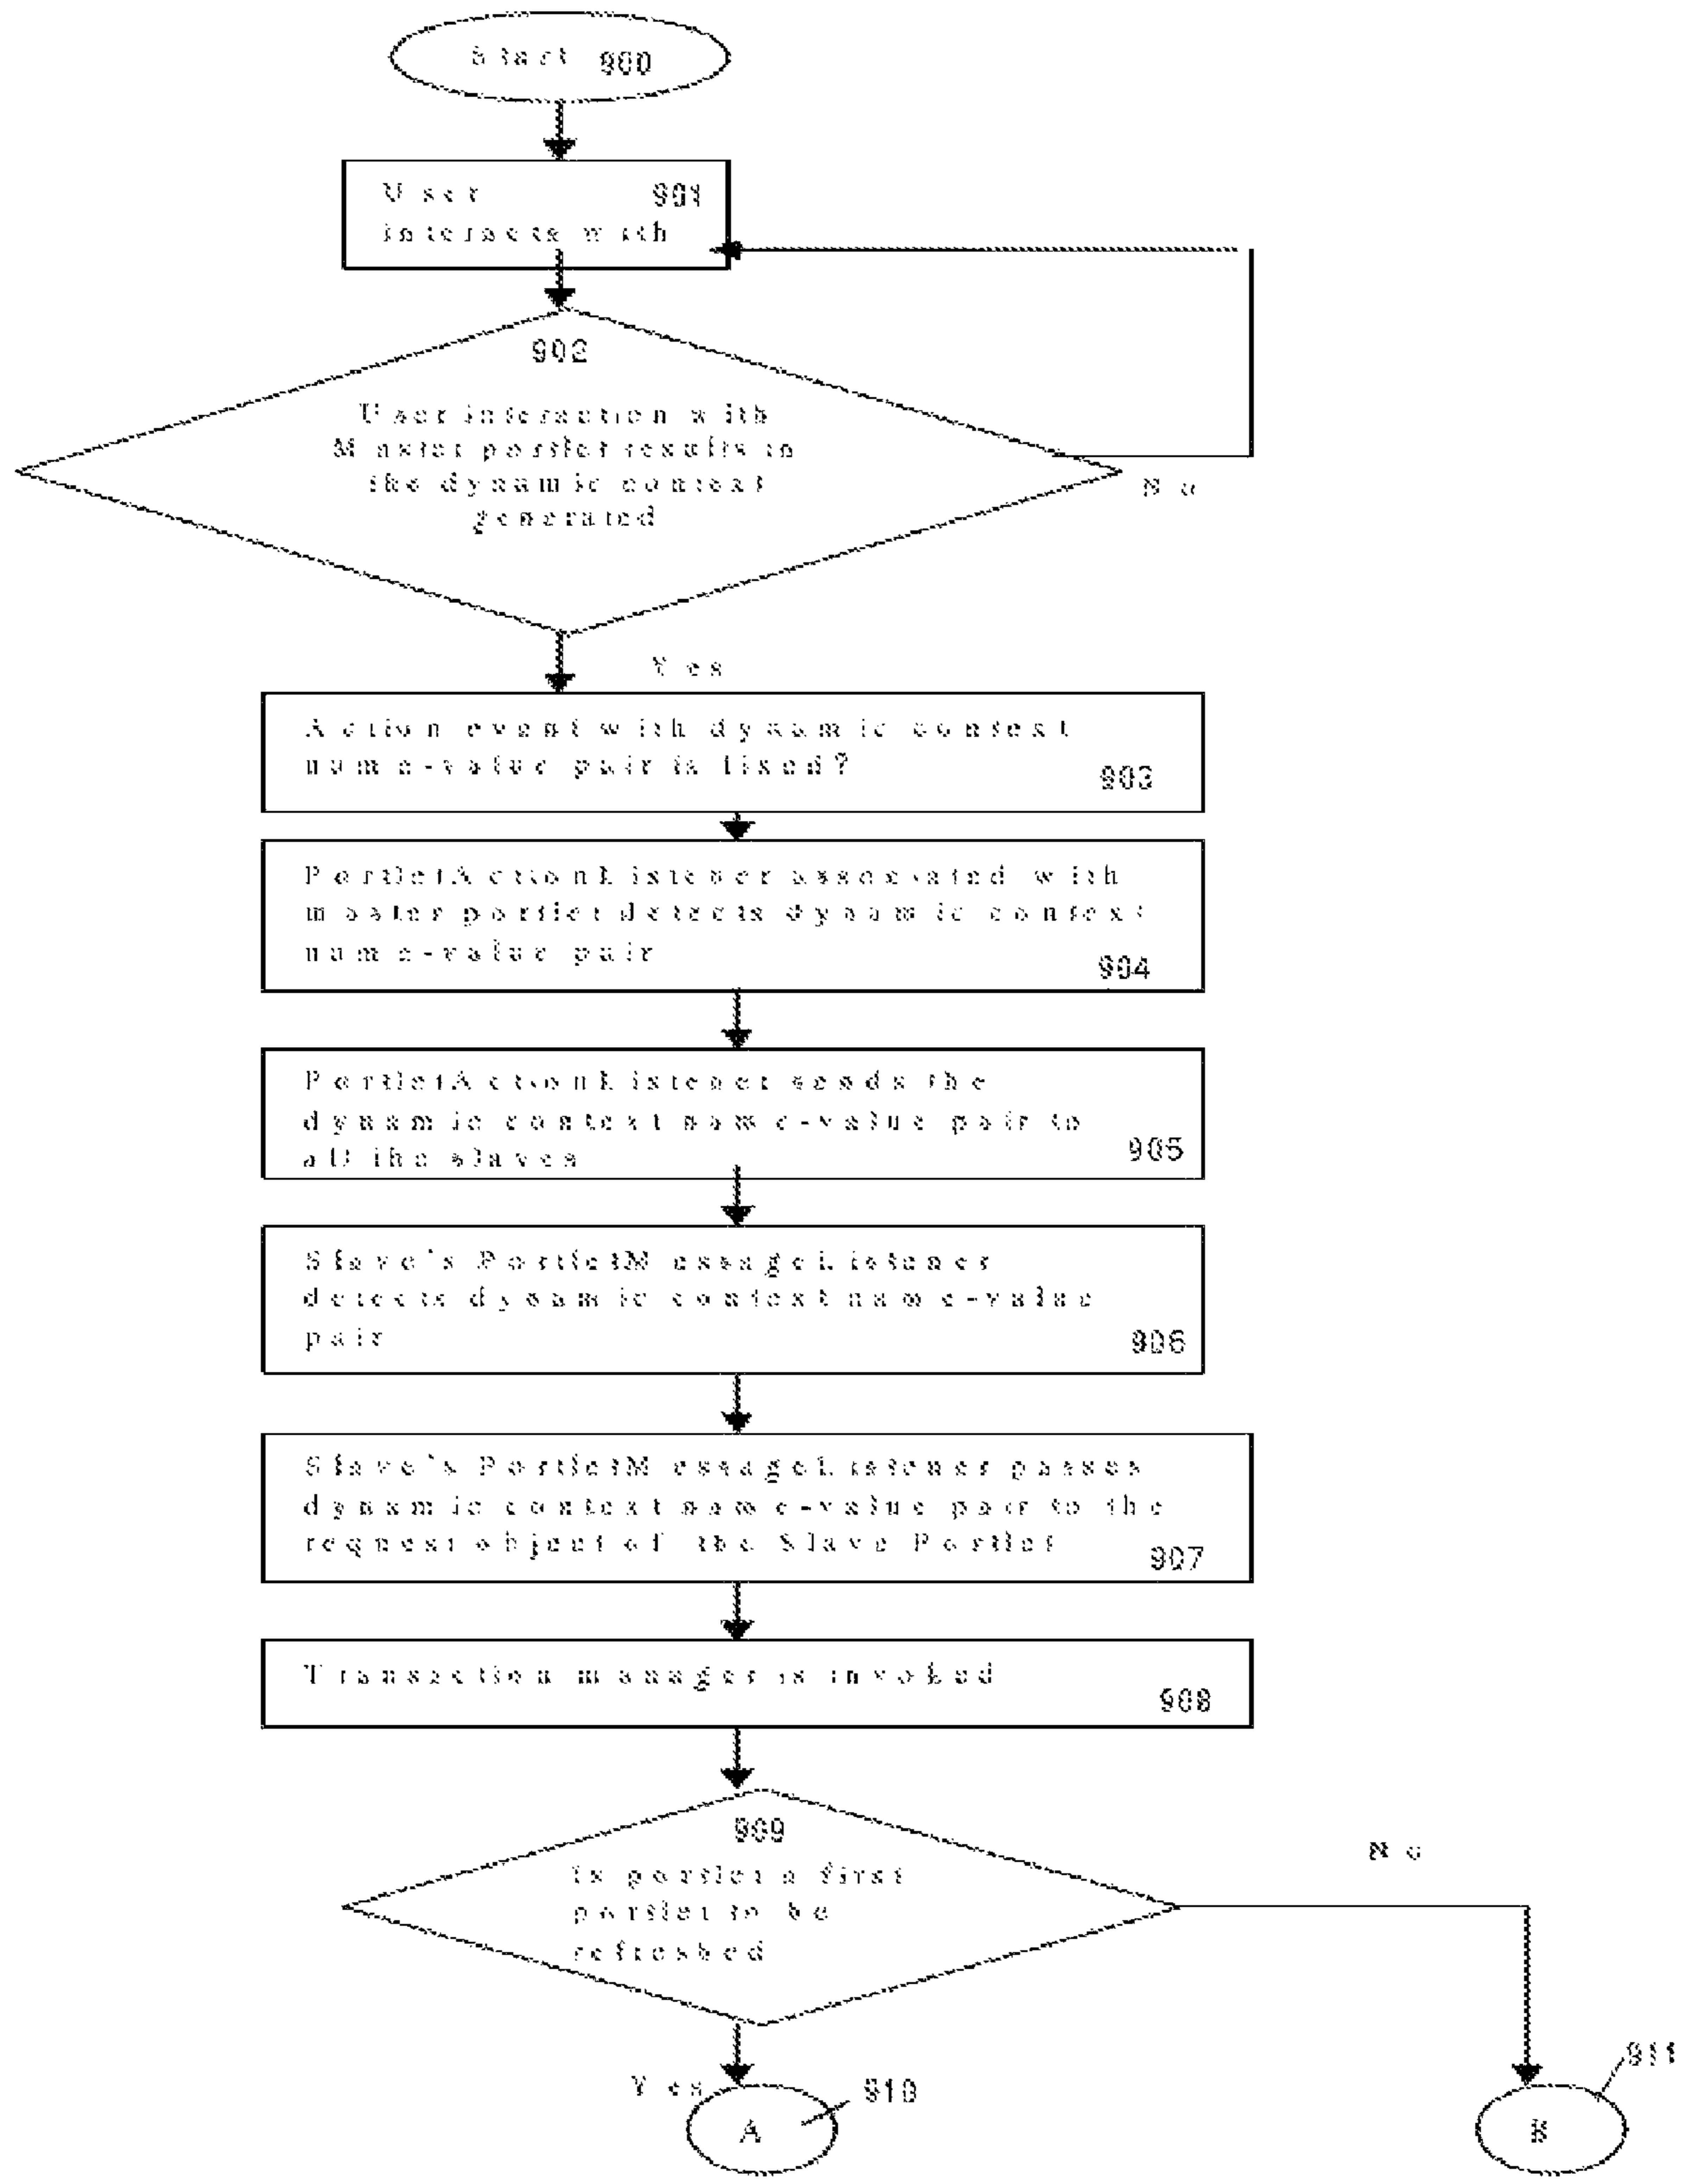 Start 900
User 901
interacts with
902
User interaction with
Master portlet results in
the dynamic context
generated
No
Yes
Action event with dynamic context
name-value pair is fixed?
903
PortletActionListener associated with
master portlet detects dynamic context
name-value pair
904
PortletActionListener sends the
dynamic context name-value pair to
all the slaves
905
Slave's PortletMessageListener
detects dynamic context name-value
pair
906
Slave's PortletMessageListener passes
dynamic context name-value pair to the
request object of the Slave Portlet
907
Transaction manager is invoked
908
909
Is portlet a first
portlet to be
refreshed
No
Yes
A
910
B
911